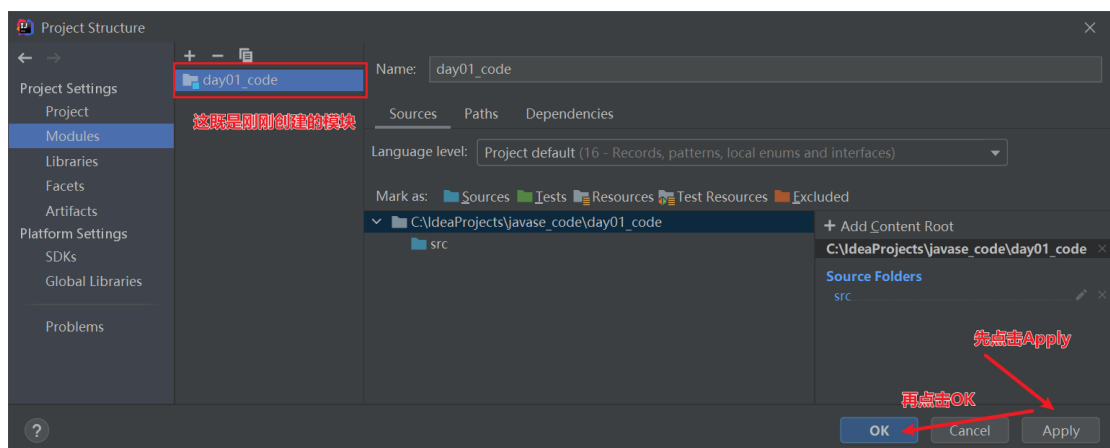 Project Structure
Project Settings
Project
Modules
Libraries
Facets
Artifacts
Platform Settings
SDKs
Global Libraries
Problems
day01_code
这既是刚刚创建的模块
Name: day01_code
Sources Paths Dependencies
Language level: Project default (16 - Records, patterns, local enums and interfaces)
Mark as: Sources Tests Resources Test Resources Excluded
C:\IdeaProjects\javase_code\day01_code
src
+ Add Content Root
C:\IdeaProjects\javase_code\day01_code
Source Folders
src
先点击Apply
再点击OK
? OK Cancel Apply